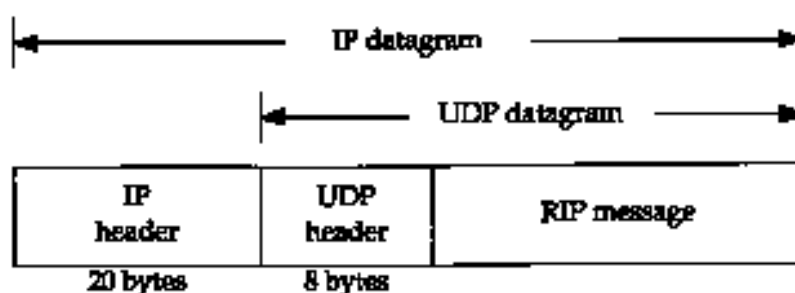 IP datagram
UDP datagram
IP header
UDP header
RIP message
20 bytes
8 bytes